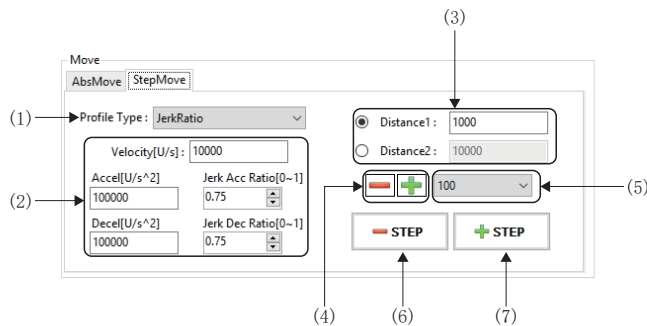 (3)
Move
AbsMove StepMove
(1) Profile Type : JerkRatio
Distance1 : 1000
Distance2 : 10000
Velocity[U/s] : 10000
Accel[U/s^2] Jerk Acc Ratio[0~1]
(2) 100000 0.75
100 (5)
Decel[U/s^2] Jerk Dec Ratio[0~1]
100000 0.75
STEP STEP
(4) (6) (7)